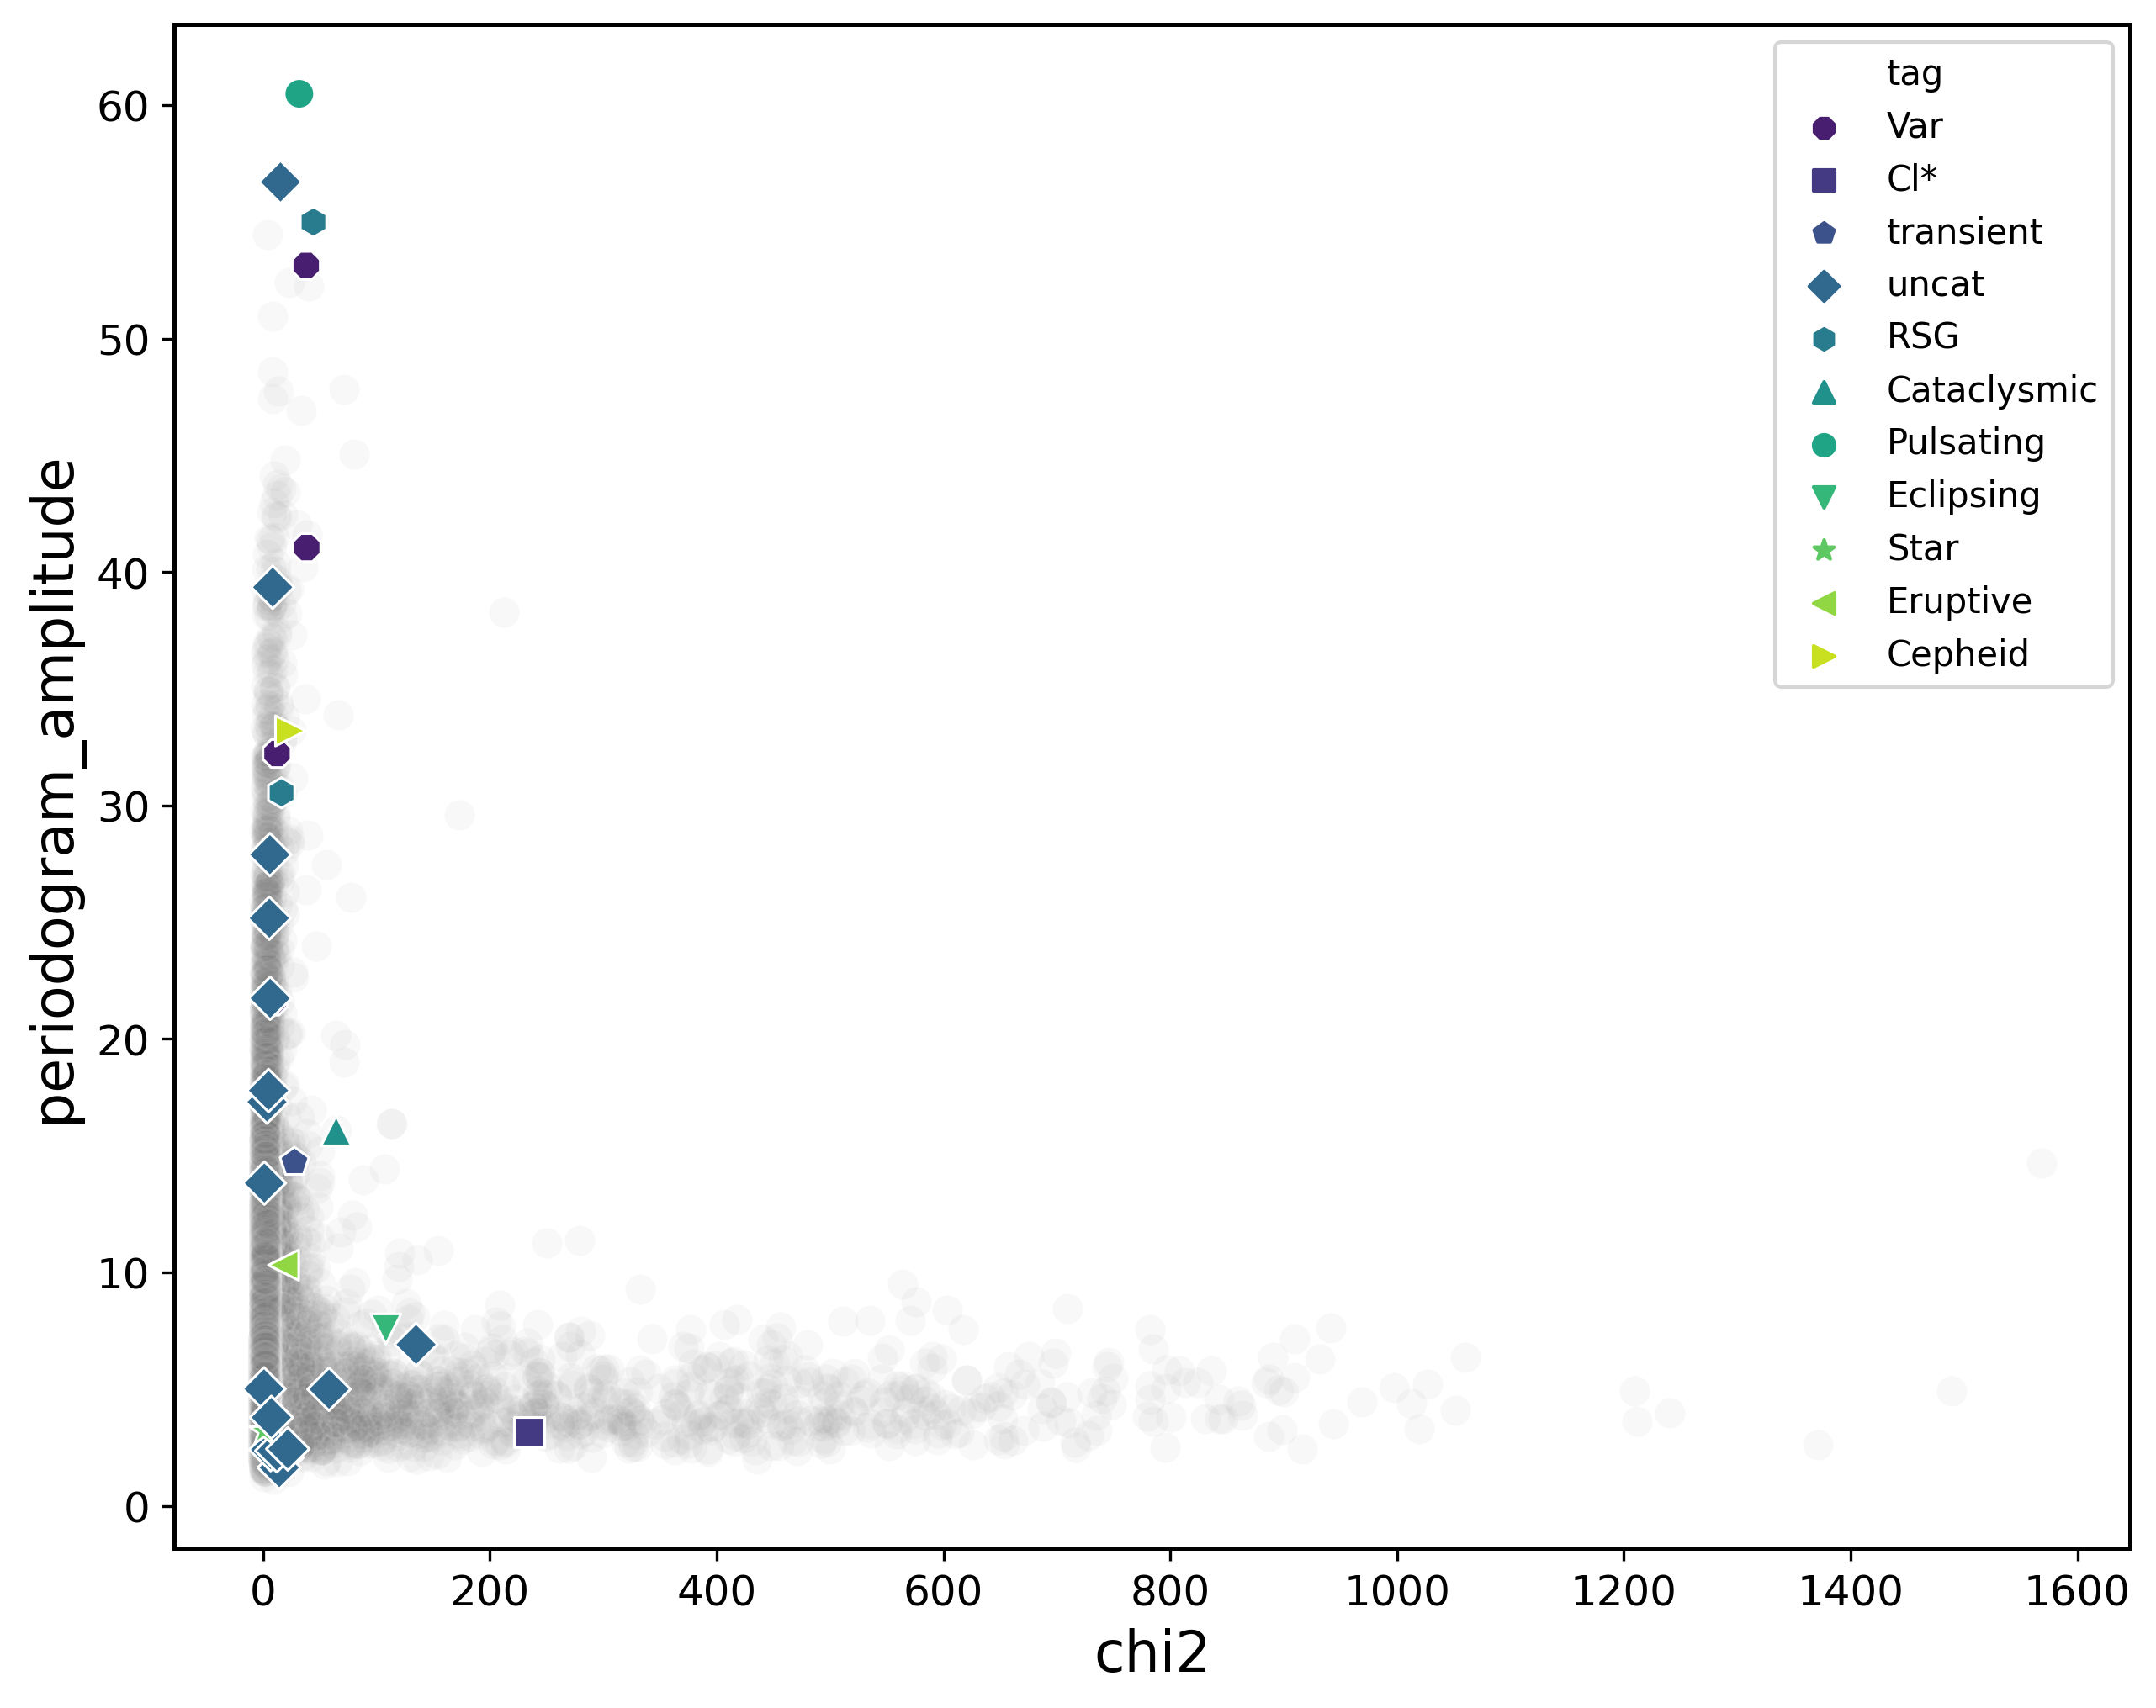 periodogram_amplitude
60
50
40
30
20
10
0
tag
Var
Cl*
transient
uncat
RSG
Cataclysmic
Pulsating
Eclipsing
Star
Eruptive
Cepheid
0 200 400 600 800 1000 1200 1400 1600
chi2